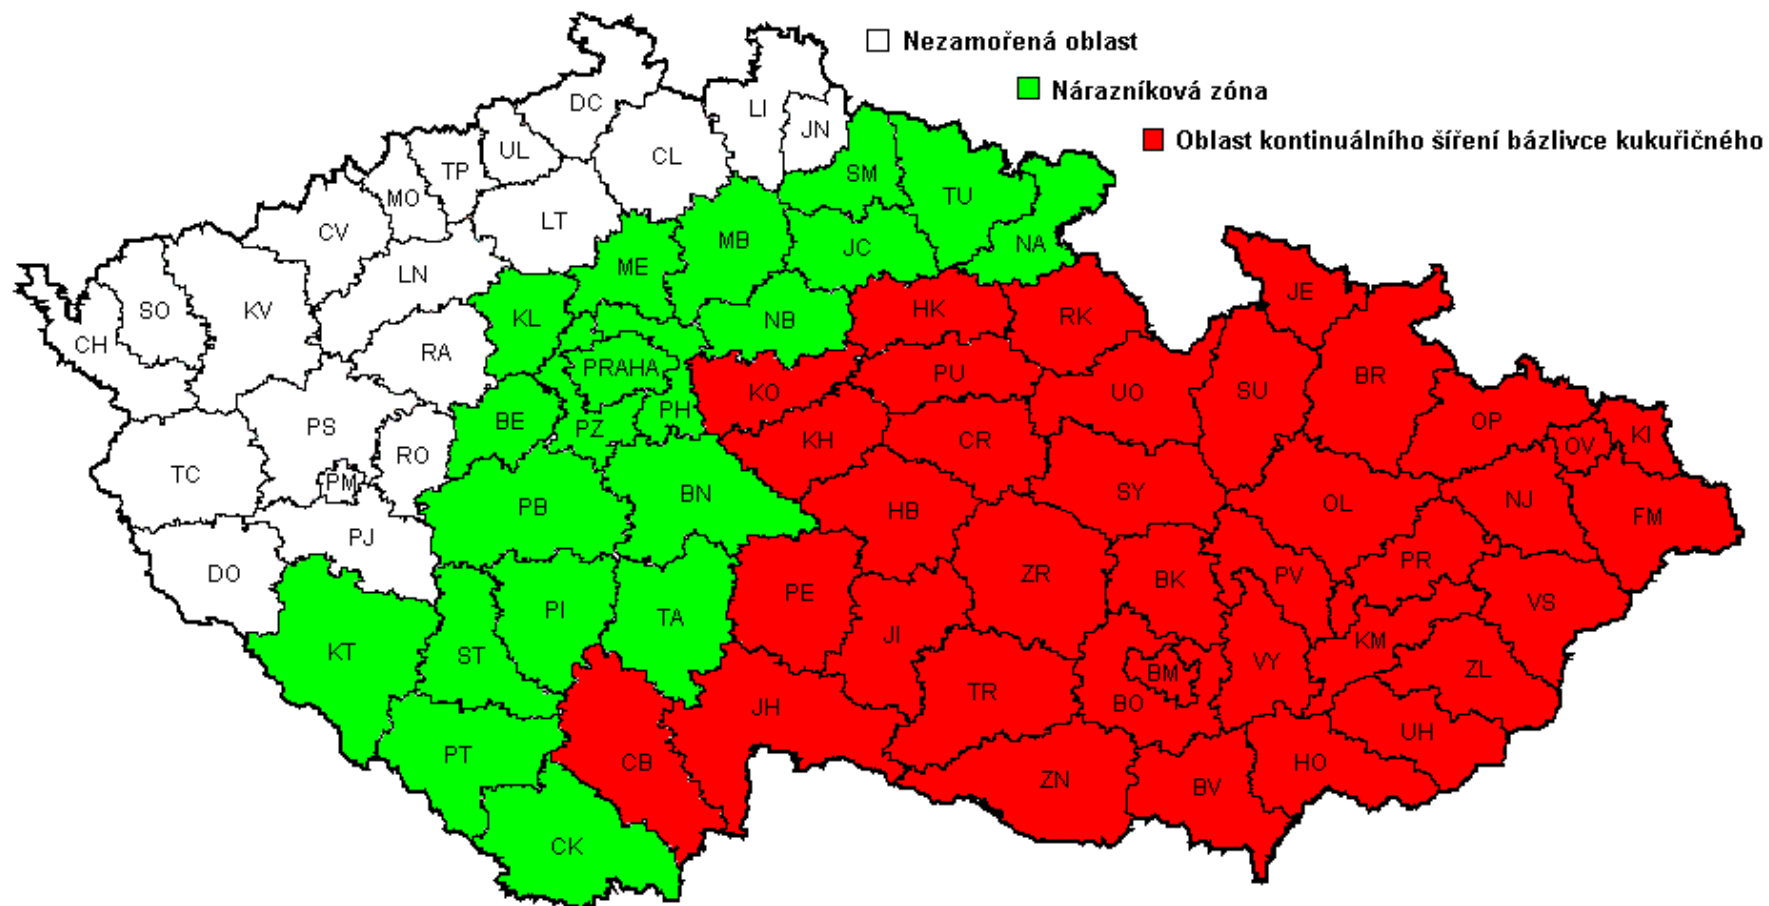 Nezamořená oblast
Nárazníková zóna
Oblast kontinuálního šíření bázlivce kukuřičného
DC
LI
JN
UL
CL
TP
SM
MO
TU
LT
CV
MB
JC
NA
ME
LN
SO
KV
JE
CH
KL
NB
HK
RK
RA
PRAHA
PU
BR
KO
UO
SU
PH
BE
PZ
PS
OP
KI
KH
CR
OV
RO
TC
PM
BN
SY
PB
HB
OL
NJ
FM
PJ
DO
ZR
BK
PV
PR
PE
PI
TA
VS
JI
KT
ST
KM
VY
BM
ZL
TR
JH
BO
UH
PT
CB
HO
ZN
BV
CK